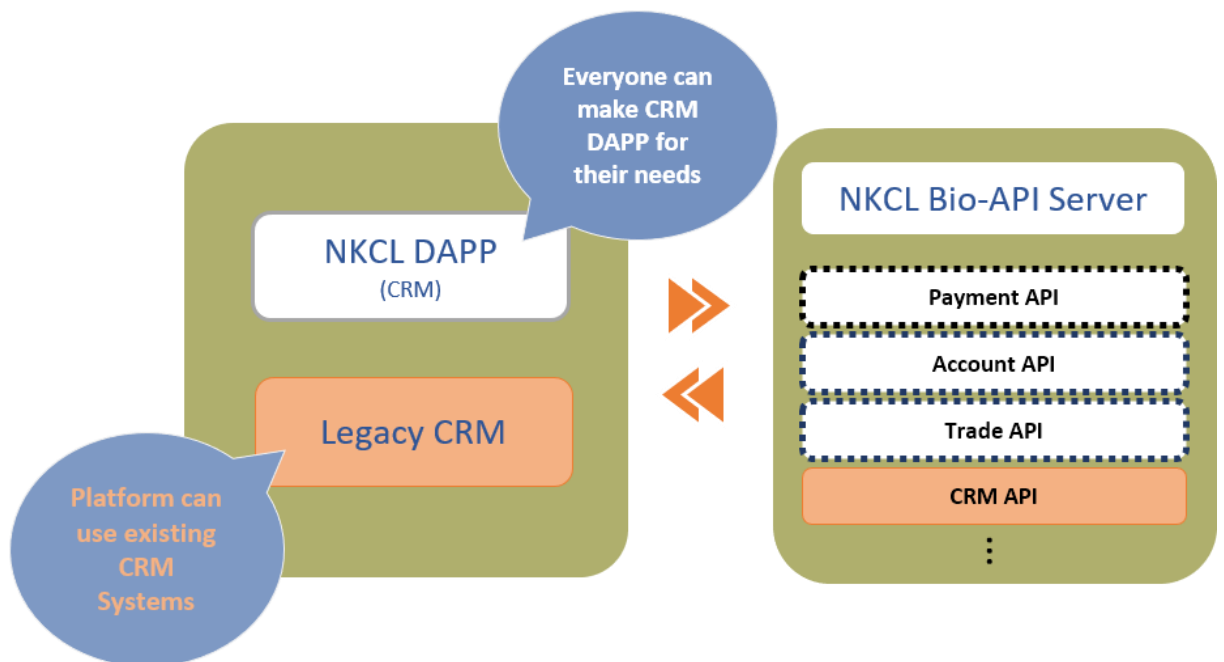 Everyone can
make CRM
DAPP for
their needs
NKCL DAPP
(CRM)
Legacy CRM
Platform can
use existing
CRM
Systems
NKCL Bio-API Server
Payment API
Account API
Trade API
CRM API
⋮